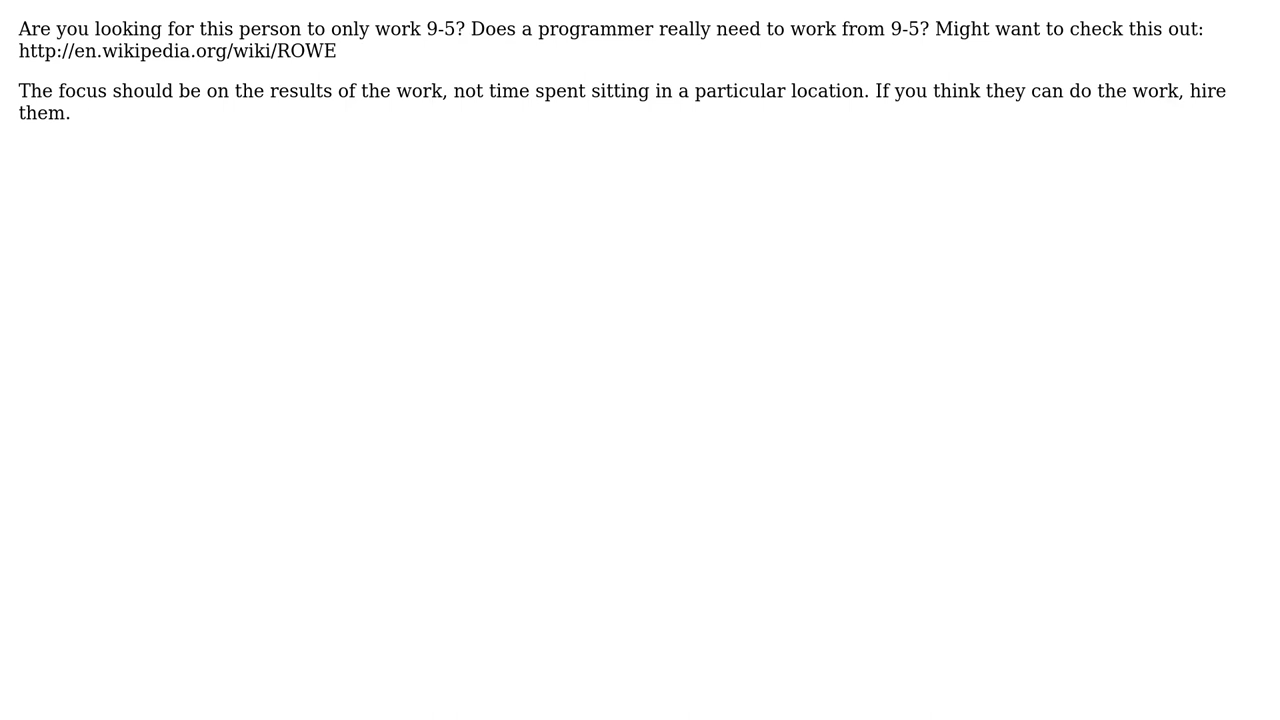 Are you looking for this person to only work 9-5? Does a programmer really need to work from 9-5? Might want to check this out:
http://en.wikipedia.org/wiki/ROWE
The focus should be on the results of the work, not time spent sitting in a particular location. If you think they can do the work, hire
them.